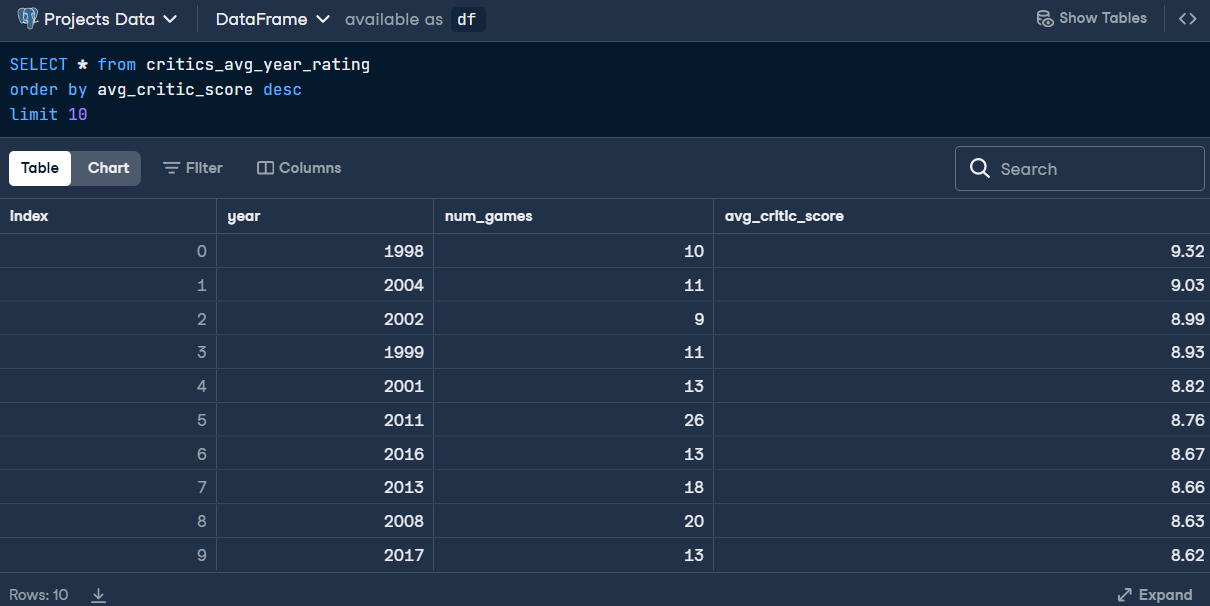 Projects Data DataFrame available as df Show Tables
SELECT * from critics_avg_year_rating
order by avg_critic_score desc
limit 10
Table Chart Filter Columns Search
Index year num_games avg_critic_score
0 1998 10 9.32
1 2004 11 9.03
2 2002 9 8.99
3 1999 11 8.93
4 2001 13 8.82
5 2011 26 8.76
6 2016 13 8.67
7 2013 18 8.66
8 2008 20 8.63
9 2017 13 8.62
Rows: 10 Expand